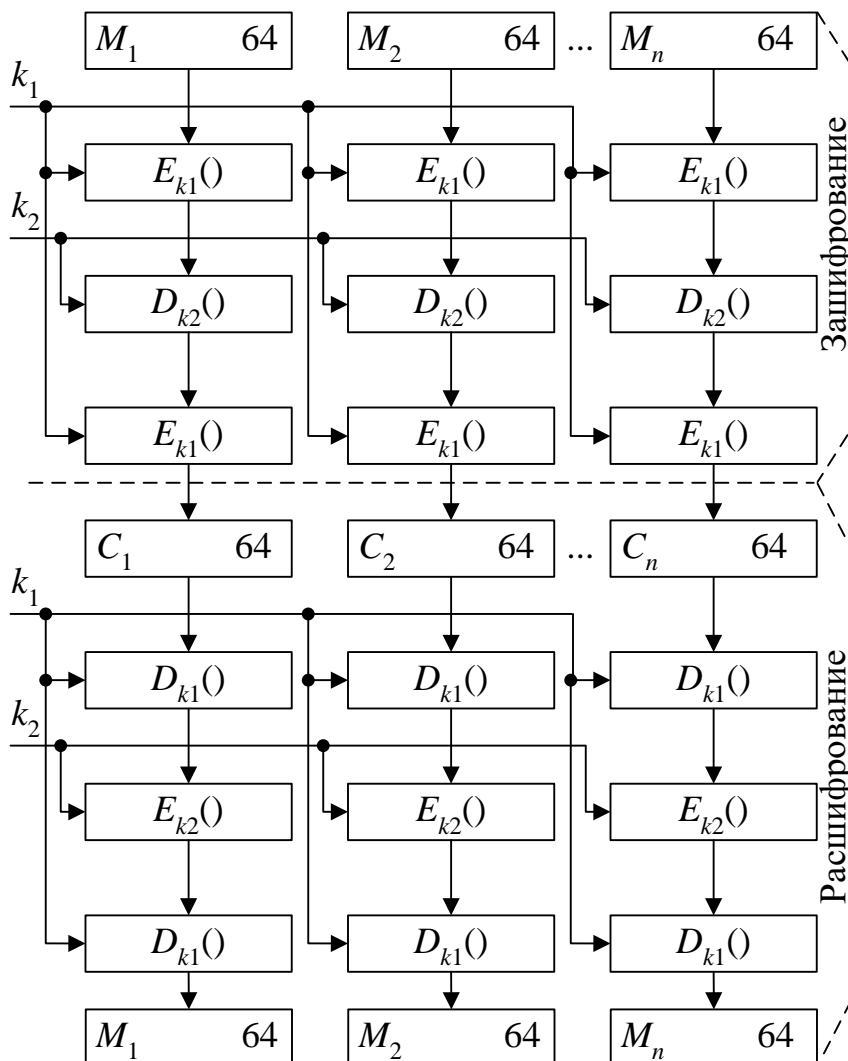 M1 64 M2 64 ... Mn 64
k1
Ek1() Ek1() Ek1()
k2
Dk2() Dk2() Dk2()
Ek1() Ek1() Ek1()
Зашифрование
C1 64 C2 64 ... Cn 64
k1
Dk1() Dk1() Dk1()
k2
Ek2() Ek2() Ek2()
Dk1() Dk1() Dk1()
Расшифрование
M1 64 M2 64 Mn 64